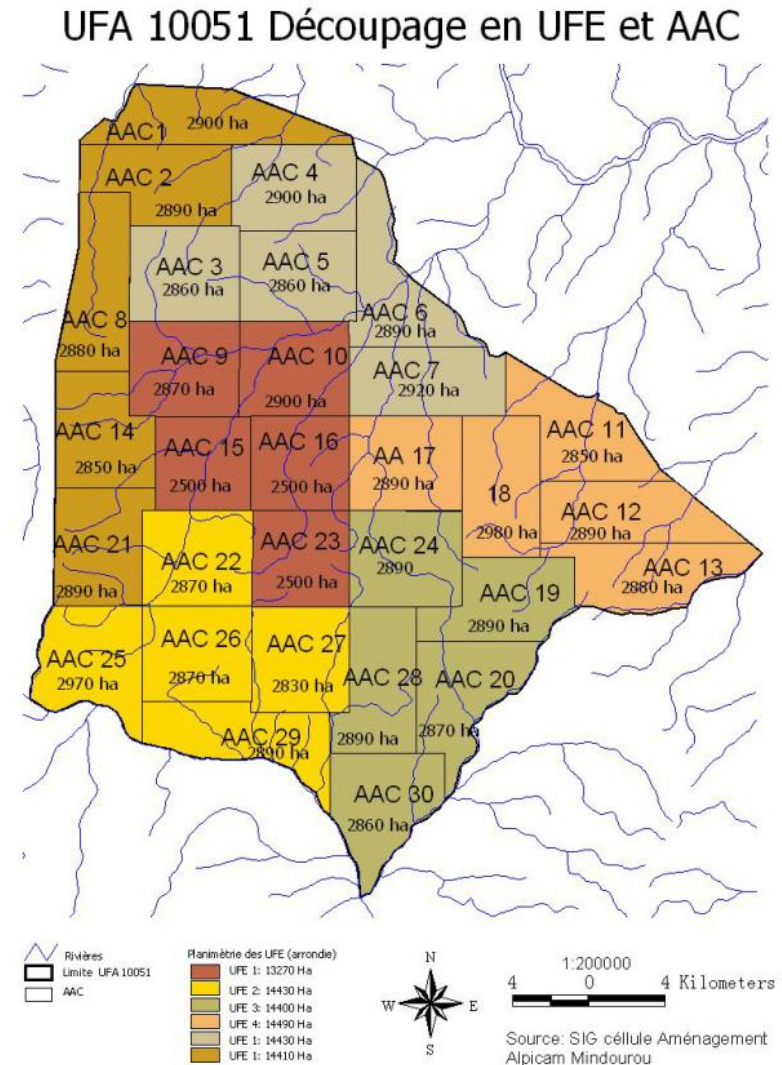 UFA 10051 Découpage en UFE et AAC
2900 ha
AAC1
AAC 2
2890 ha
AAC 4
2900 ha
AAC 3
2860 ha
AAC 5
2860 ha
AAC 6
2890 ha
AAC 8
2880 ha
AAC 9
2870 ha
AAC 10
2900 ha
AAC 7
2920 ha
AAC 14
2850 ha
AAC 15
2500 ha
AAC 16
2500 ha
AA 17
2890 ha
18
2980 ha
AAC 11
2850 ha
AAC 12
2890 ha
AAC 13
2880 ha
AAC 21
2890 ha
AAC 22
2870 ha
AAC 23
2500 ha
AAC 24
2890
AAC 19
2890 ha
AAC 25
2970 ha
AAC 26
2870 ha
AAC 27
2830 ha
AAC 28
2890 ha
AAC 20
2870 ha
AAC 29
2890 ha
AAC 30
2860 ha
Rivières
Limite UFA 10051
AAC
Planimètrie des UFE (arrondie)
UFE 1: 13270 Ha
UFE 2: 14430 Ha
UFE 3: 14400 Ha
UFE 4: 14490 Ha
UFE 1: 14430 Ha
UFE 1: 14410 Ha
N
W E
S
1:200000
4 0 4 Kilometers
Source: SIG céllule Aménagement
Alpicam Mindourou